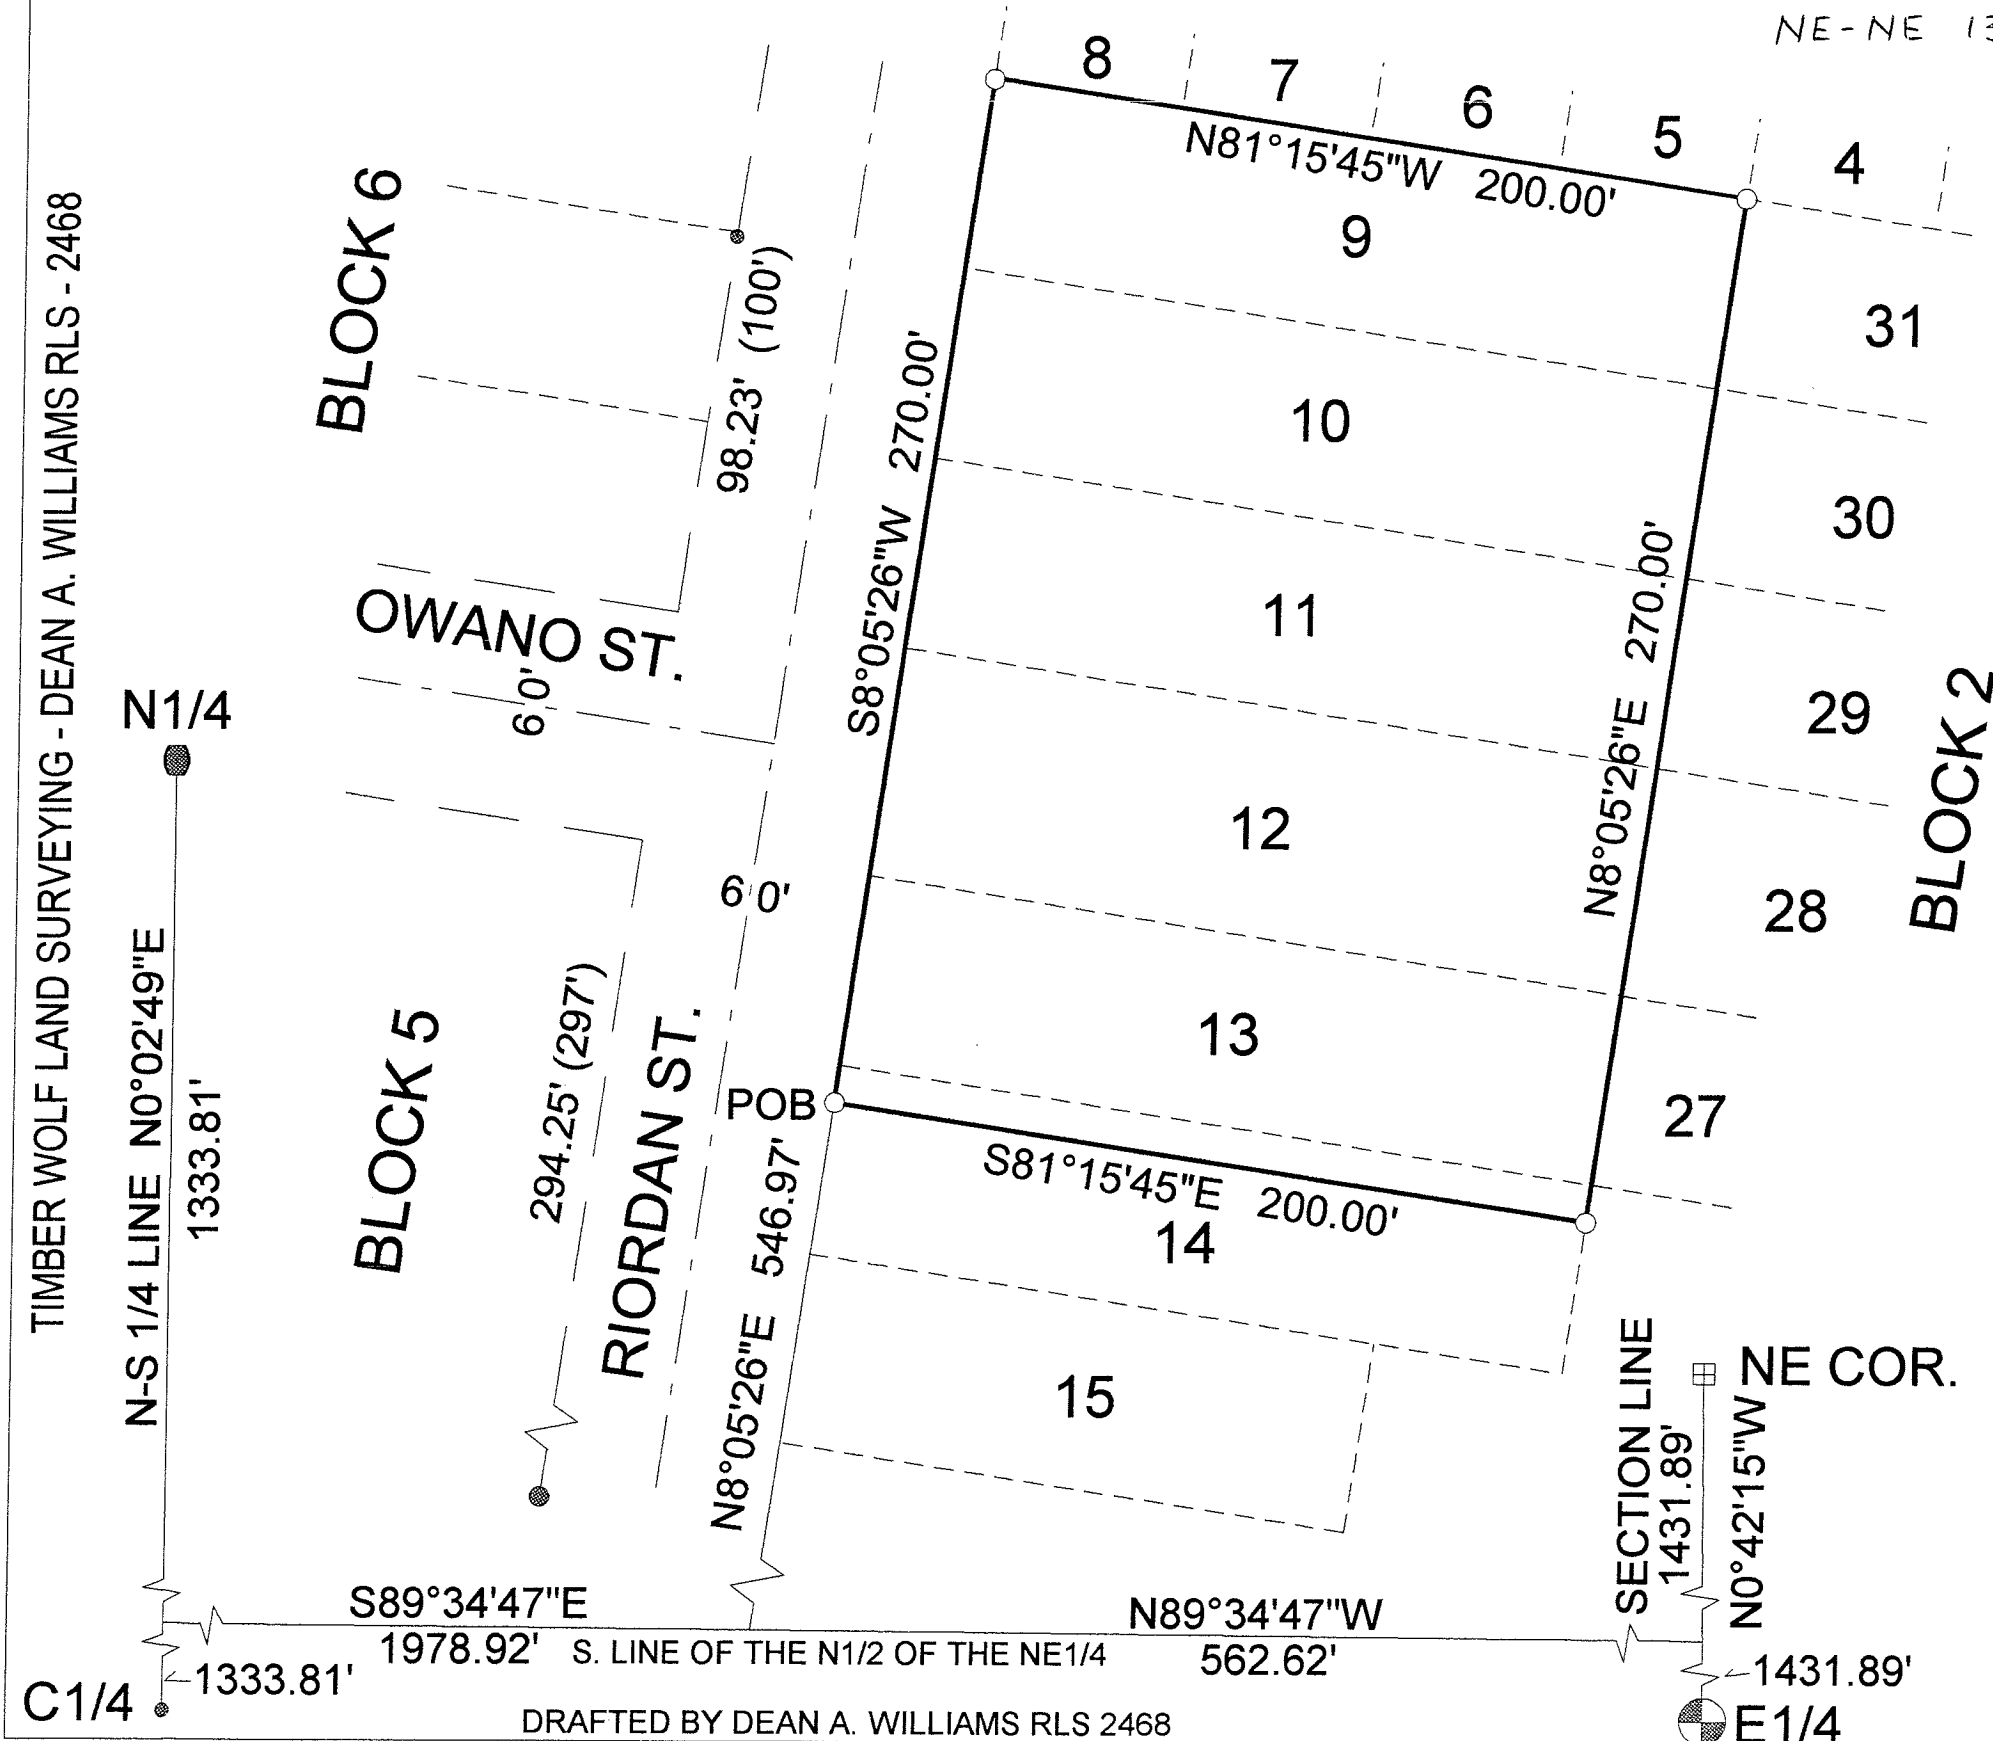 NE-NE 13
8
7
6
5
4
N81°15'45"W 200.00'
9
31
10
30
11
29
12
28
13
27
14
15
BLOCK 6
98.23' (100')
S8°05'26"W 270.00'
N8°05'26"E 270.00'
BLOCK 2
OWANO ST.
60'
60'
TIMBER WOLF LAND SURVEYING - DEAN A. WILLIAMS RLS - 2468
N1/4
N-S 1/4 LINE N0°02'49"E
1333.81'
BLOCK 5
294.25' (297')
RIORDAN ST.
POB
S81°15'45"E 200.00'
N8°05'26"E 546.97'
SECTION LINE
1431.89'
N0°42'15"W
NE COR.
S89°34'47"E
1978.92'
S. LINE OF THE N1/2 OF THE NE1/4
N89°34'47"W
562.62'
1333.81'
C1/4
1431.89'
E1/4
DRAFTED BY DEAN A. WILLIAMS RLS 2468